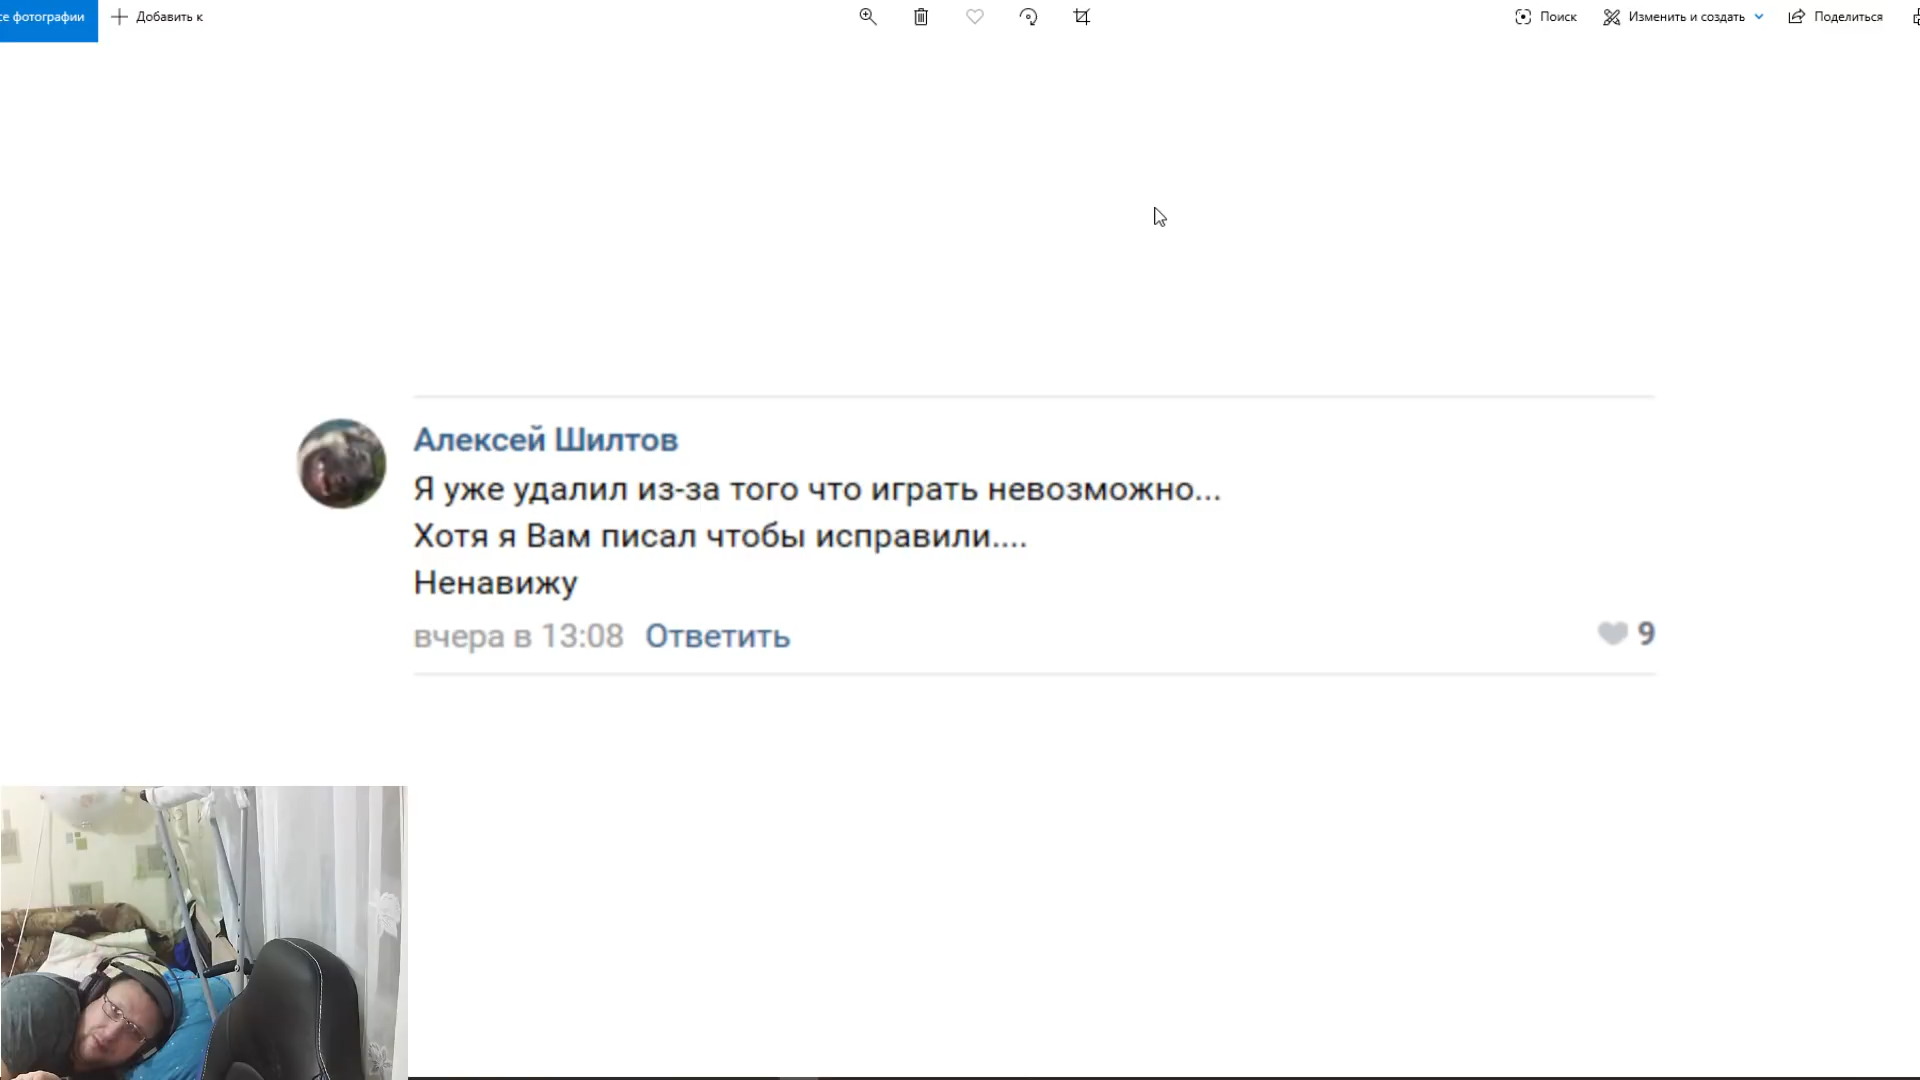 се фотографии
Добавить к
Поиск
Изменить и создать
Поделиться
Алексей Шилтов
Я уже удалил из-за того что играть невозможно...
Хотя я Вам писал чтобы исправили....
Ненавижу
вчера в 13:08 Ответить
9